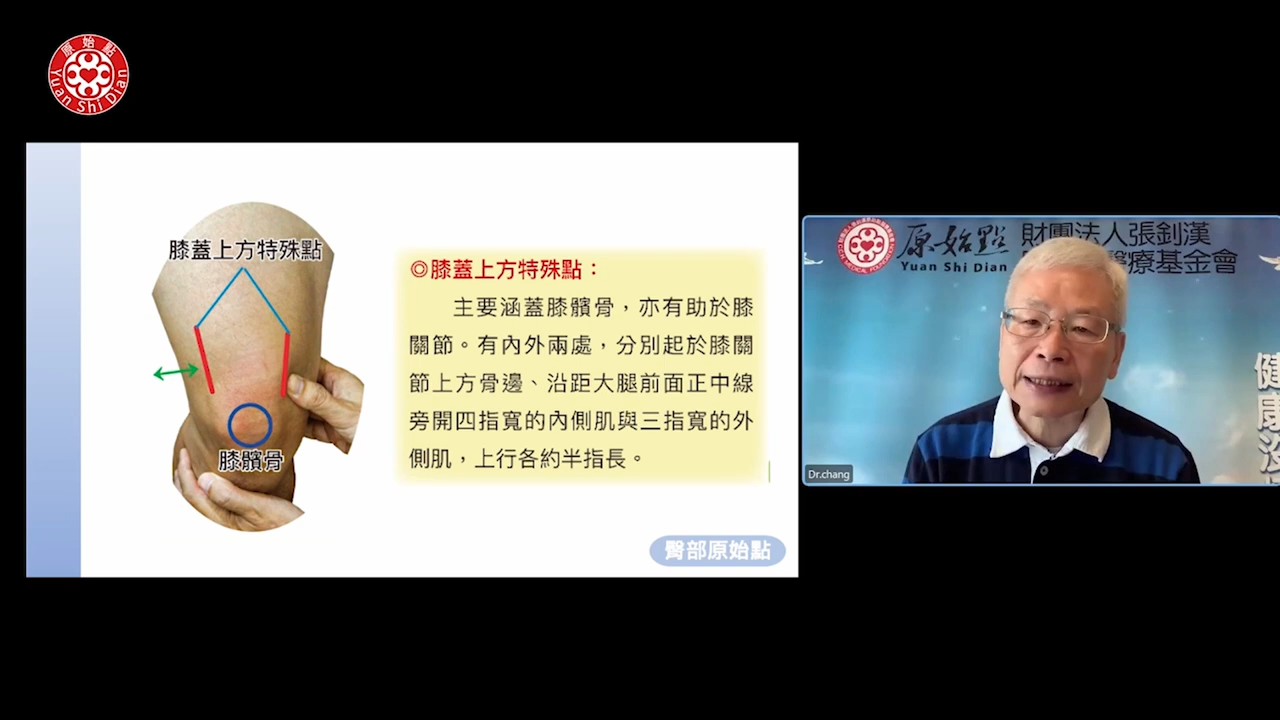 原始點
Yuan Shi Dian
膝蓋上方特殊點
膝髕骨
◎膝蓋上方特殊點：
主要涵蓋膝髕骨，亦有助於膝
關節。有內外兩處，分別起於膝關
節上方骨邊、沿距大腿前面正中線
旁開四指寬的內側肌與三指寬的外
側肌，上行各約半指長。
臀部原始點
原始點
Yuan Shi Dian
財團法人張釗漢
醫療基金會
健康沒
Dr.chang